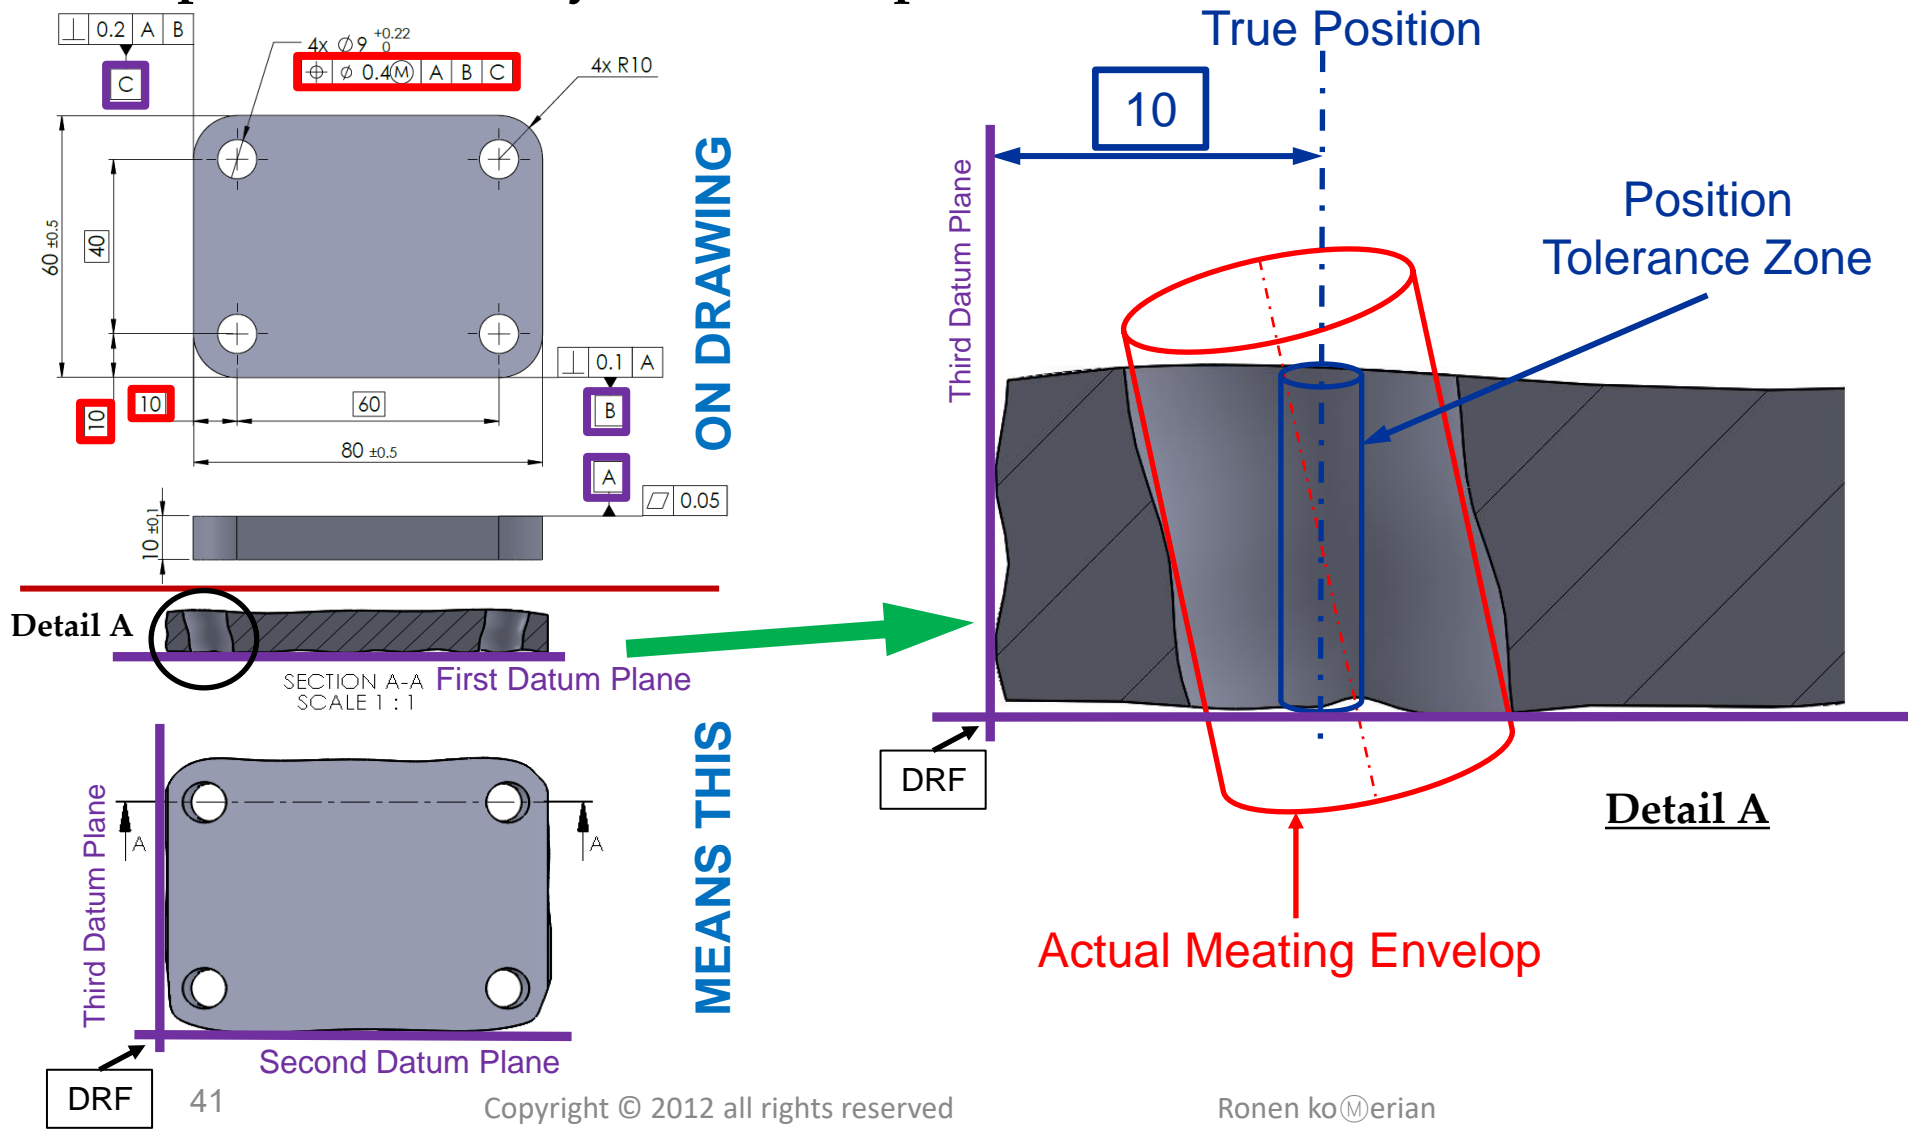 ⊥ 0.2 A B
C
4x ∅9 +0.22 0
⌖ ∅ 0.4Ⓜ A B C
4x R10
60 ±0.5
40
10
10
60
80 ±0.5
⊥ 0.1 A
B
A
⏥ 0.05
10 ±0.1
ON DRAWING
Detail A
SECTION A-A
SCALE 1 : 1
First Datum Plane
MEANS THIS
Third Datum Plane
A
A
Second Datum Plane
DRF
True Position
10
Third Datum Plane
Position
Tolerance Zone
DRF
Detail A
Actual Meating Envelop
41
Copyright © 2012 all rights reserved
Ronen koⓂerian